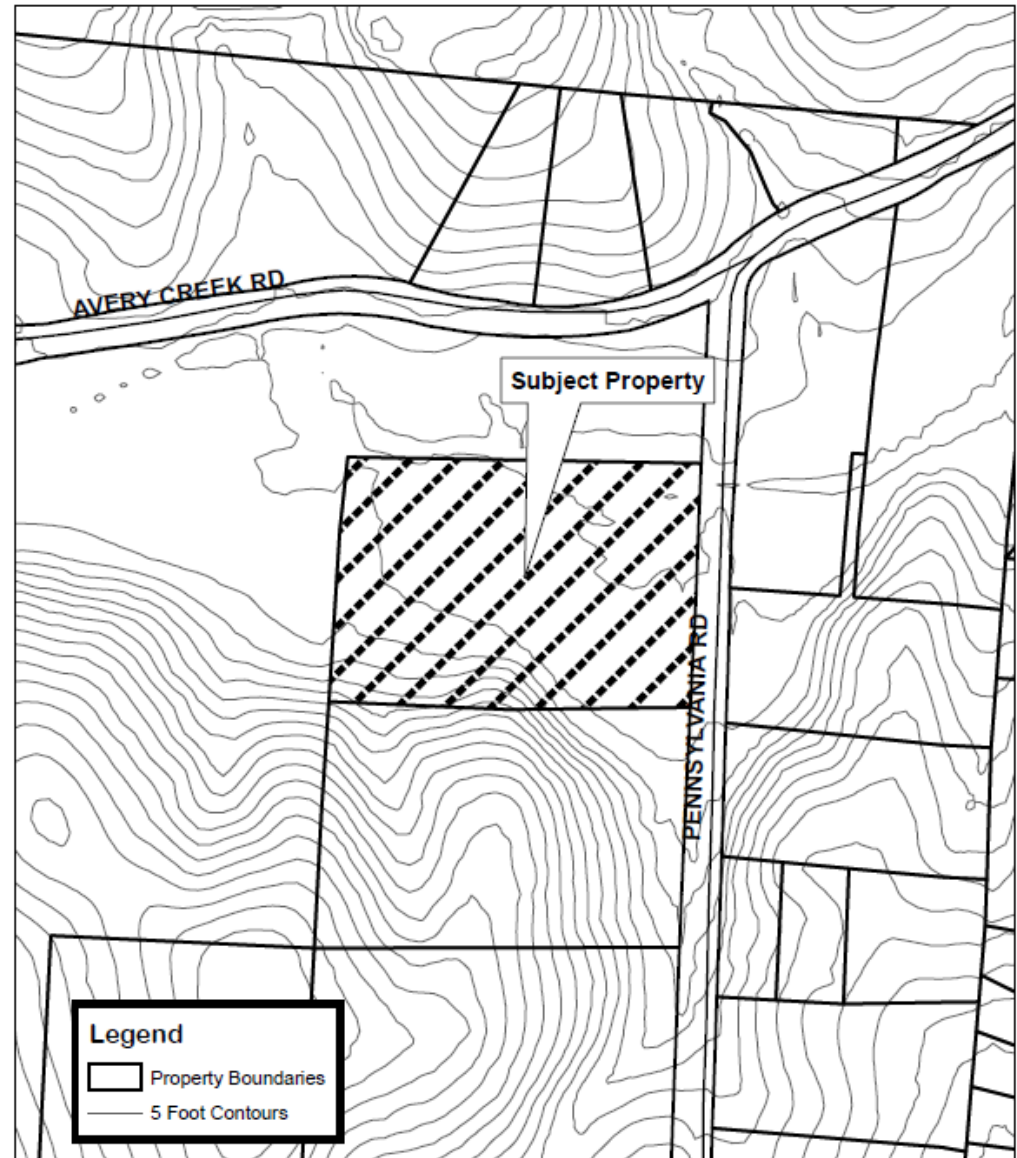 AVERY CREEK RD
Subject Property
PENNSYLVANIA RD
Legend
Property Boundaries
5 Foot Contours